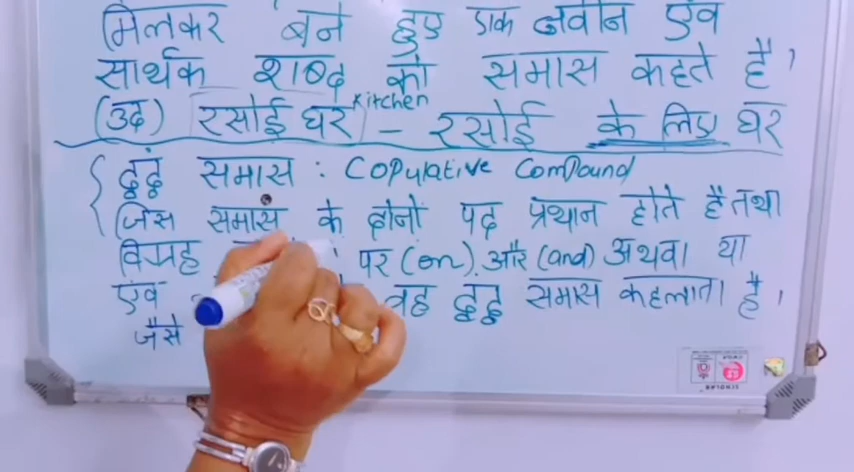 मिलकर बने हुए एक नवीन एवं
सार्थक शब्द को समास कहते है।
(उद) रसोई घर Kitchen – रसोई के लिए घर
द्वंद्व समास : Copulative Compound
जिस समास के दोनों पद प्रधान होते है तथा
विग्रह पर (on), और (and) अथवा या
एवं वह द्वंद्व समास कहलाता है।
जैसे